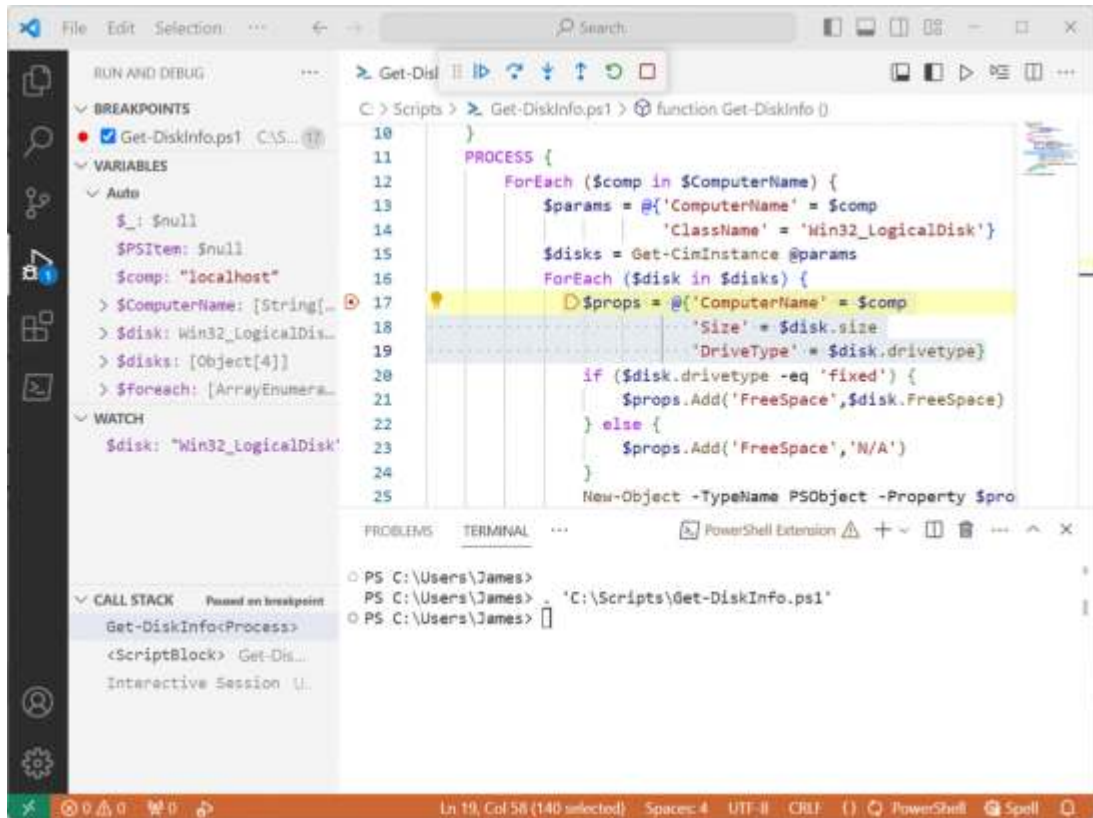 File Edit Selection ··· Search
RUN AND DEBUG ···
BREAKPOINTS
Get-DiskInfo.ps1 C:\S... 17
VARIABLES
Auto
$_: $null
$PSItem: $null
$comp: "localhost"
$ComputerName: [String[…
$disk: Win32_LogicalDis…
$disks: [Object[4]]
$foreach: [ArrayEnumera…
WATCH
$disk: "Win32_LogicalDisk"
CALL STACK Paused on breakpoint
Get-DiskInfo<Process>
<ScriptBlock> Get-Dis...
Interactive Session
1
Get-Disk
C: > Scripts > Get-DiskInfo.ps1 > function Get-DiskInfo ()
10 }
11 PROCESS {
12 ForEach ($comp in $ComputerName) {
13 $params = @{'ComputerName' = $comp
14 'ClassName' = 'Win32_LogicalDisk'}
15 $disks = Get-CimInstance @params
16 ForEach ($disk in $disks) {
17 $props = @{'ComputerName' = $comp
18 'Size' = $disk.size
19 'DriveType' = $disk.drivetype}
20 if ($disk.drivetype -eq 'fixed') {
21 $props.Add('FreeSpace',$disk.FreeSpace)
22 } else {
23 $props.Add('FreeSpace','N/A')
24 }
25 New-Object -TypeName PSObject -Property $pro
PROBLEMS TERMINAL ··· PowerShell Extension
PS C:\Users\James>
PS C:\Users\James> . 'C:\Scripts\Get-DiskInfo.ps1'
PS C:\Users\James>
0 0 0 Ln 19, Col 58 (140 selected) Spaces: 4 UTF-8 CRLF {} PowerShell Spell